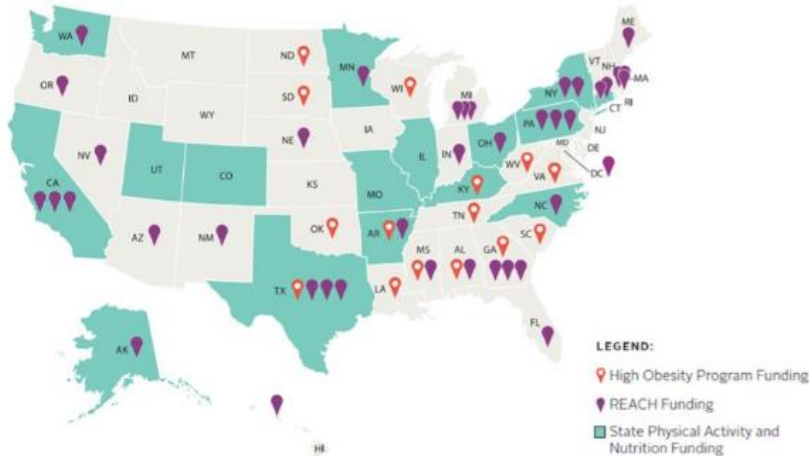 ME
WA
MT
ND
MN
VT
NH
MA
OR
ID
SD
WI
MI
NY
RI
CT
WY
IA
PA
NJ
NE
OH
MD
DE
NV
IL
IN
WV
DC
UT
CO
VA
CA
KS
MO
KY
NC
TN
OK
AR
SC
AZ
NM
MS
AL
GA
TX
LA
FL
AK
HI
LEGEND:
High Obesity Program Funding
REACH Funding
State Physical Activity and
Nutrition Funding